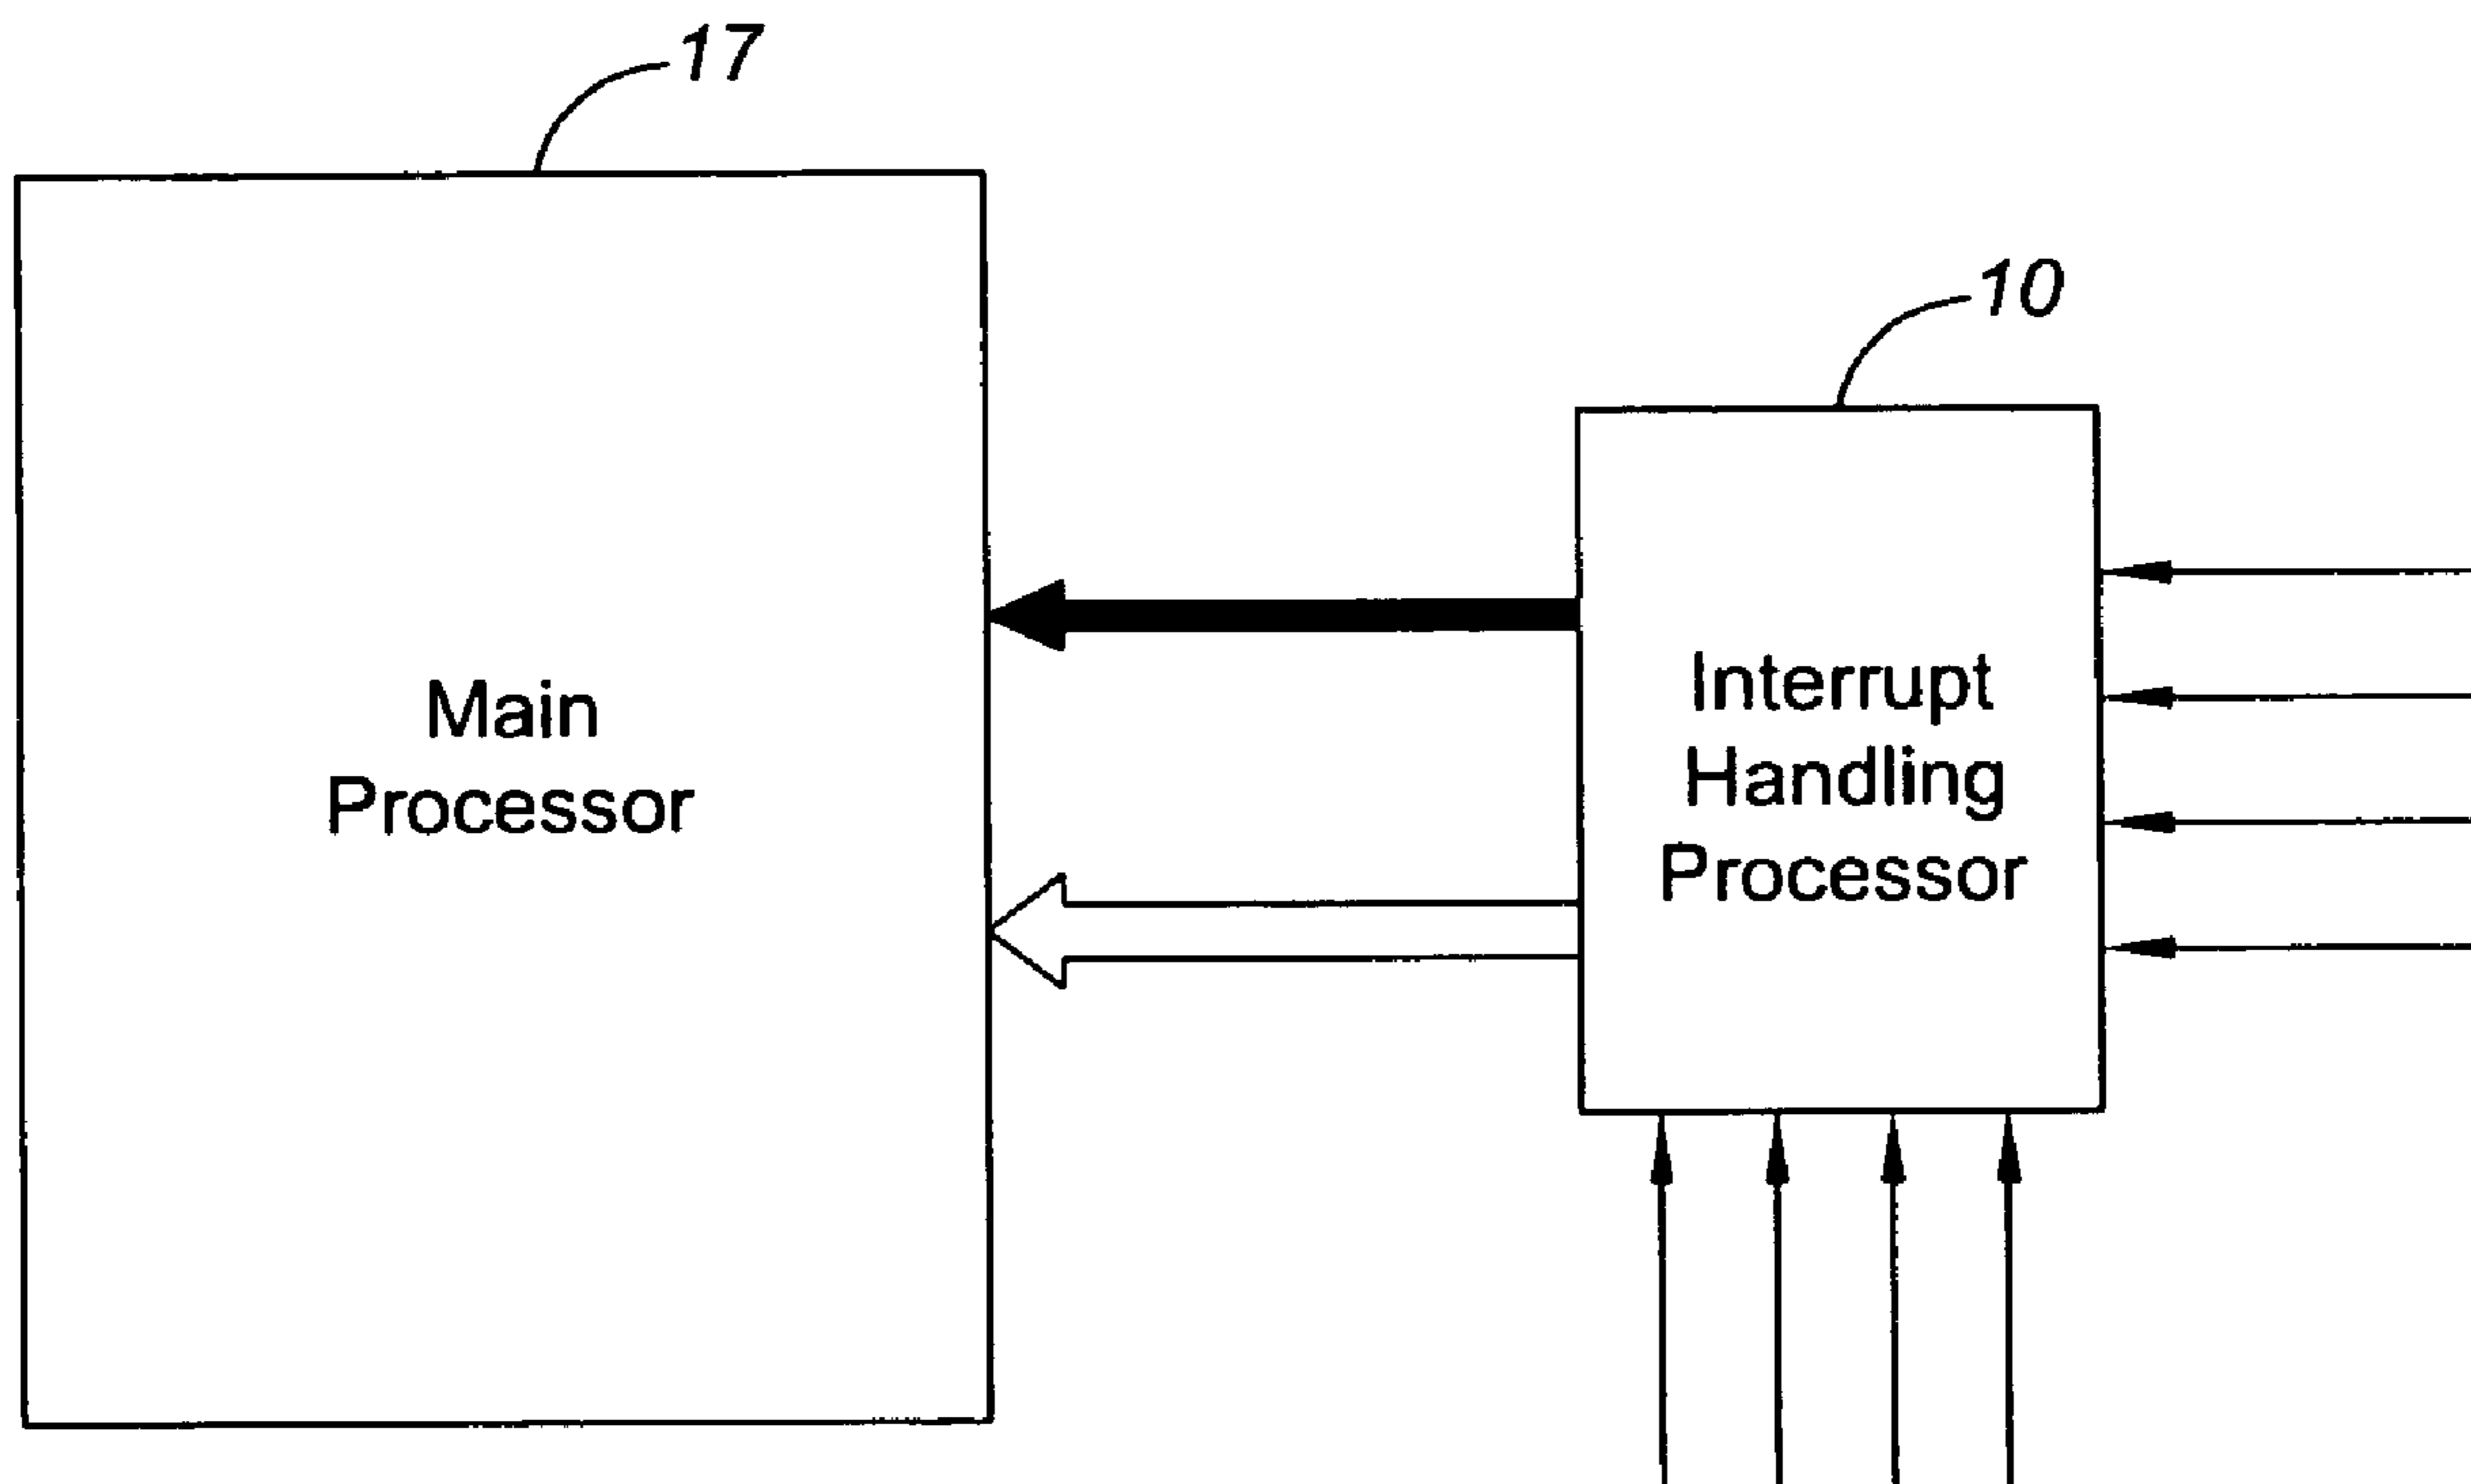 17
10
Main
Processor
Interrupt
Handling
Processor